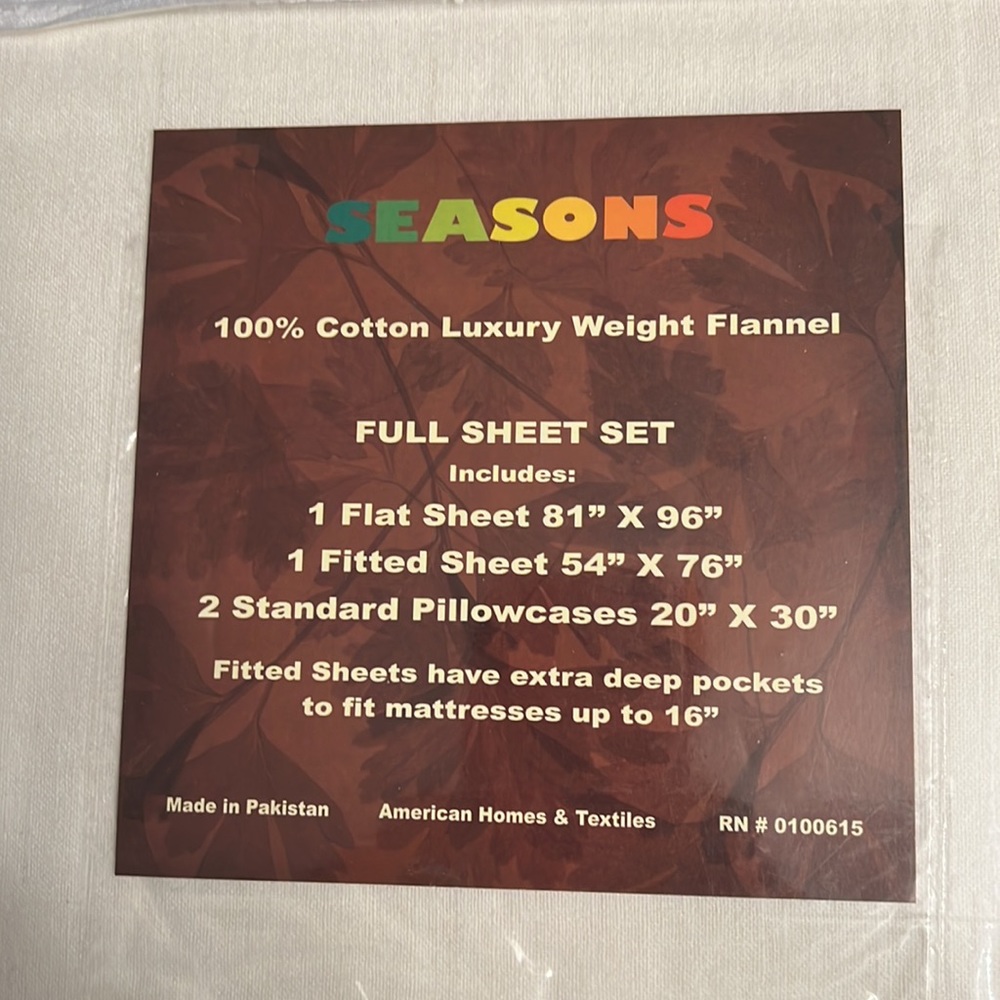 SEASONS
100% Cotton Luxury Weight Flannel
FULL SHEET SET
Includes:
1 Flat Sheet 81” X 96”
1 Fitted Sheet 54” X 76”
2 Standard Pillowcases 20” X 30”
Fitted Sheets have extra deep pockets
to fit mattresses up to 16”
Made in Pakistan American Homes & Textiles RN # 0100615